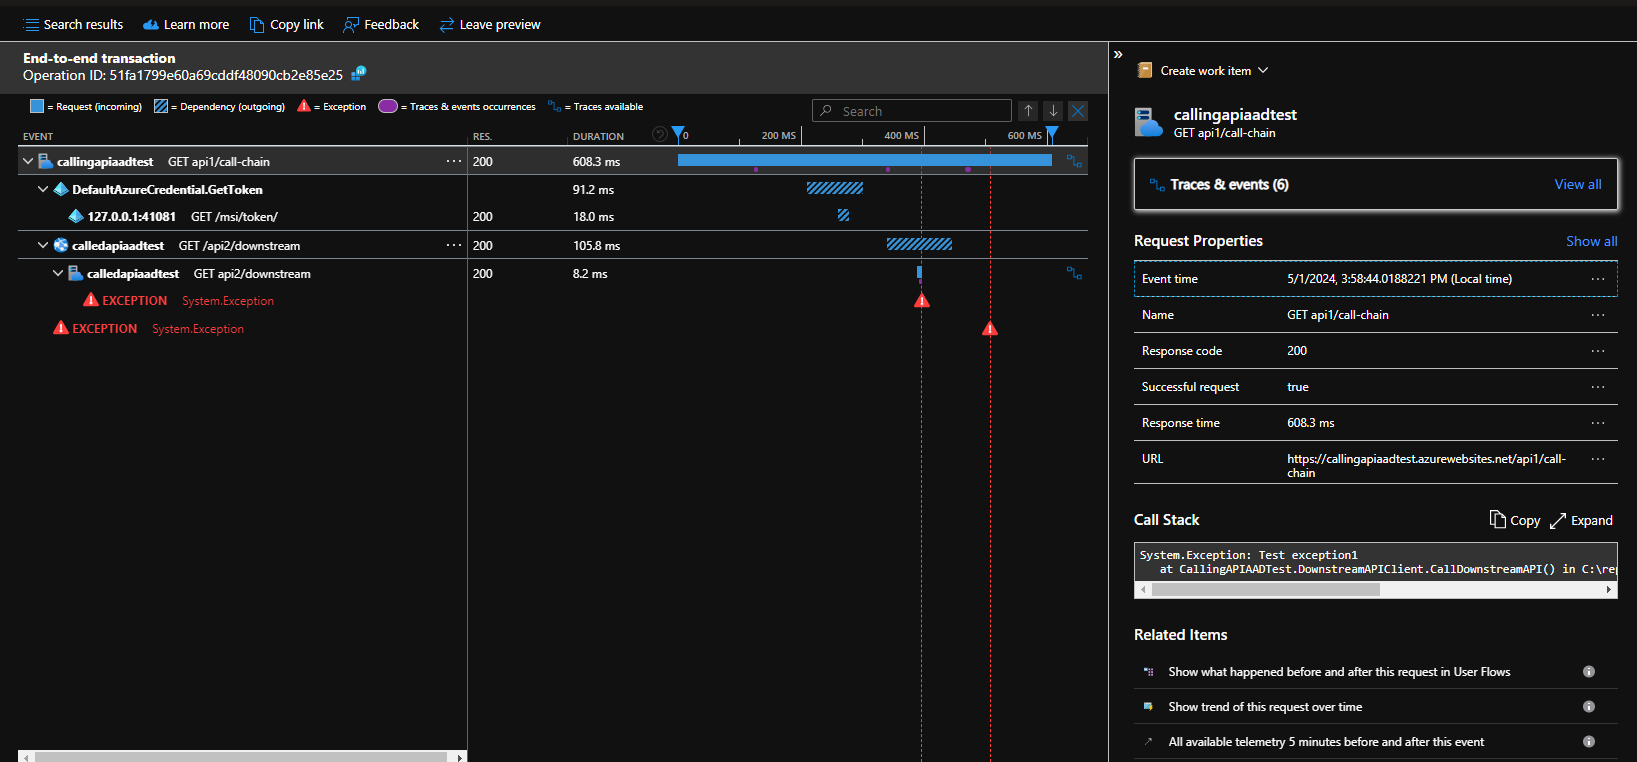 Search results Learn more Copy link Feedback Leave preview
End-to-end transaction
Operation ID: 51fa1799e60a69cddf48090cb2e85e25
= Request (incoming) = Dependency (outgoing) = Exception = Traces & events occurrences = Traces available
Search
EVENT RES. DURATION 0 200 MS 400 MS 600 MS
callingapiaadtest GET api1/call-chain ... 200 608.3 ms
DefaultAzureCredential.GetToken 91.2 ms
127.0.0.1:41081 GET /msi/token/ 200 18.0 ms
calledapiaadtest GET /api2/downstream ... 200 105.8 ms
calledapiaadtest GET api2/downstream 200 8.2 ms
EXCEPTION System.Exception
EXCEPTION System.Exception
»
Create work item
callingapiaadtest
GET api1/call-chain
Traces & events (6) View all
Request Properties Show all
Event time 5/1/2024, 3:58:44.0188221 PM (Local time) ...
Name GET api1/call-chain ...
Response code 200 ...
Successful request true ...
Response time 608.3 ms ...
URL https://callingapiaadtest.azurewebsites.net/api1/call- ...
chain
Call Stack Copy Expand
System.Exception: Test exception1
at CallingAPIAADTest.DownstreamAPIClient.CallDownstreamAPI() in C:\rep
Related Items
Show what happened before and after this request in User Flows
Show trend of this request over time
All available telemetry 5 minutes before and after this event